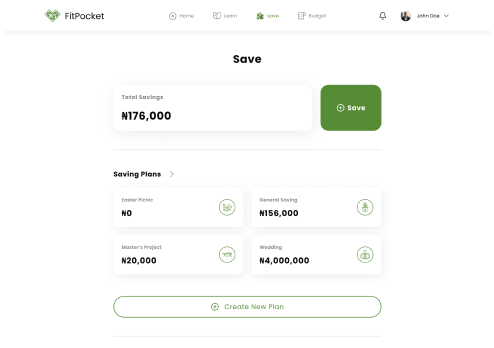 FitPocket
Home
Learn
save
Budget
John Doe
Save
Total Savings
₦176,000
Save
Saving Plans
Easter Picnic
₦0
General Saving
₦156,000
Master's Project
₦20,000
Wedding
₦4,000,000
Create New Plan